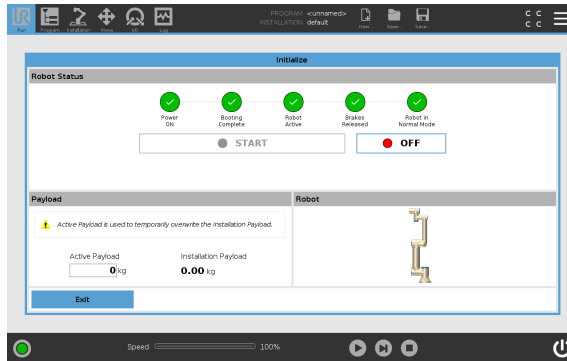 UR
PROGRAM <unnamed>
INSTALLATION default
C C
C C
Run Program Installation Move I/O Log New... Open... Save...
Initialize
Robot Status
Power ON
Booting Complete
Robot Active
Brakes Released
Robot in Normal Mode
START
OFF
Payload
Robot
Active Payload is used to temporarily overwrite the Installation Payload.
Active Payload
Installation Payload
0 kg
0.00 kg
Exit
Speed 100%